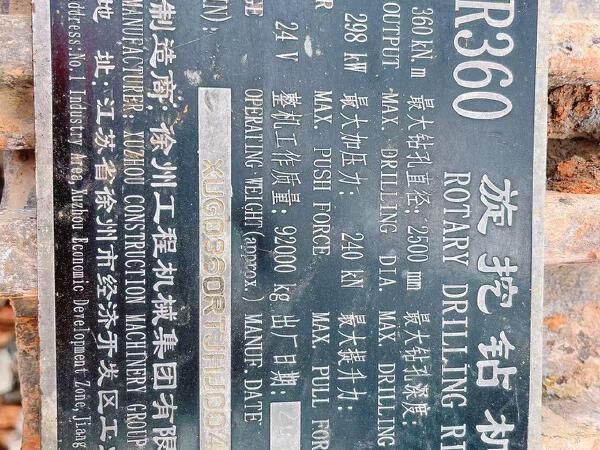 R360 旋挖钻机
ROTARY DRILLING RI
360 kN.m 最大钻孔直径: 2500 mm 最大钻孔深度:
OUTPUT MAX. DRILLING DIA. MAX. DRILLING
298 kW 最大加压力: 240 kN 最大提升力:
MAX. PUSH FORCE MAX. PULL FOR
24 V 整机工作质量: 92000 kg 出厂日期:
OPERATING WEIGHT (approx.) MANUF. DATE
IN):
制造商: 徐州工程机械集团有限
MANUFACTURER: XUZHOU CONSTRUCTION MACHINERY GROUP
地 址: 江苏省徐州市经济开发区工
Address: No.1 Industry Area, Xuzhou Economic Development Zone, Jiang